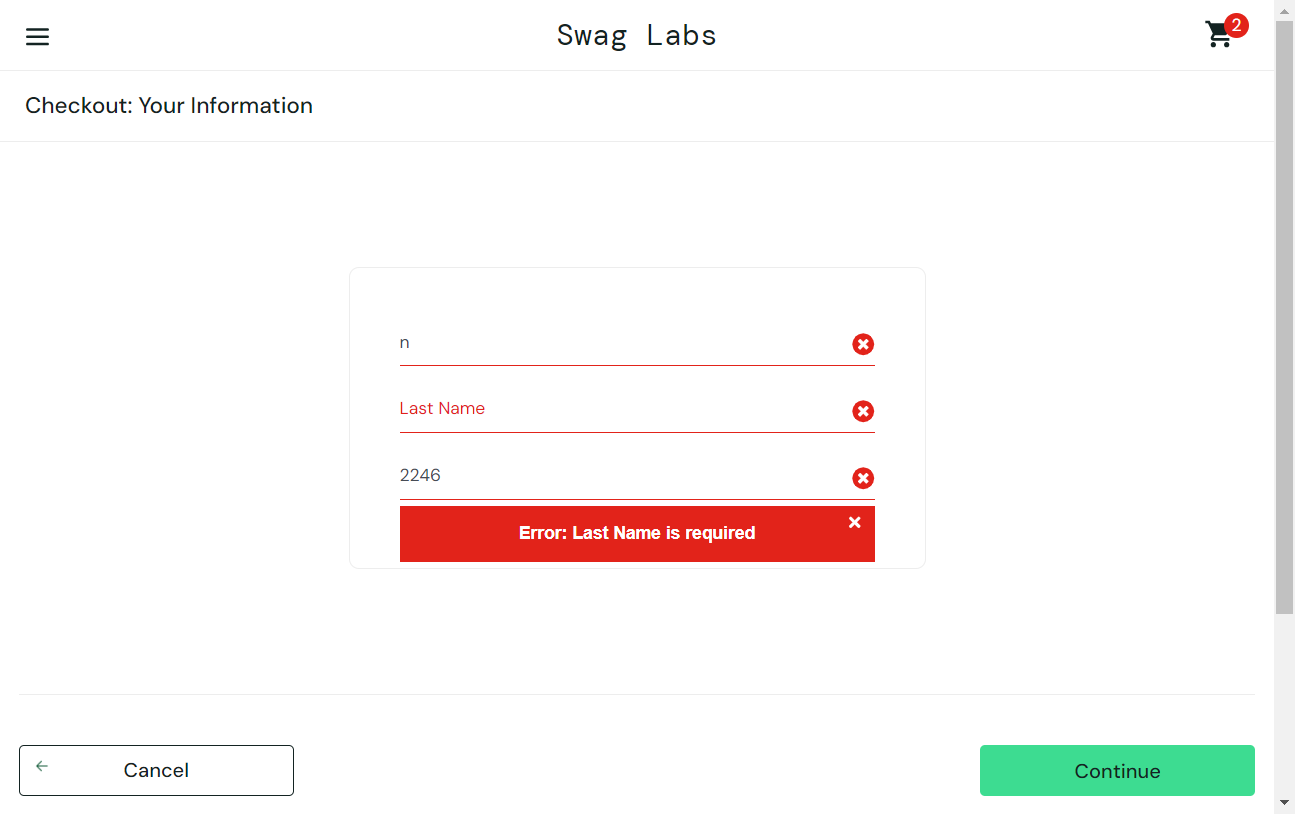 Swag Labs
2
Checkout: Your Information
n
Last Name
2246
Error: Last Name is required
Cancel
Continue